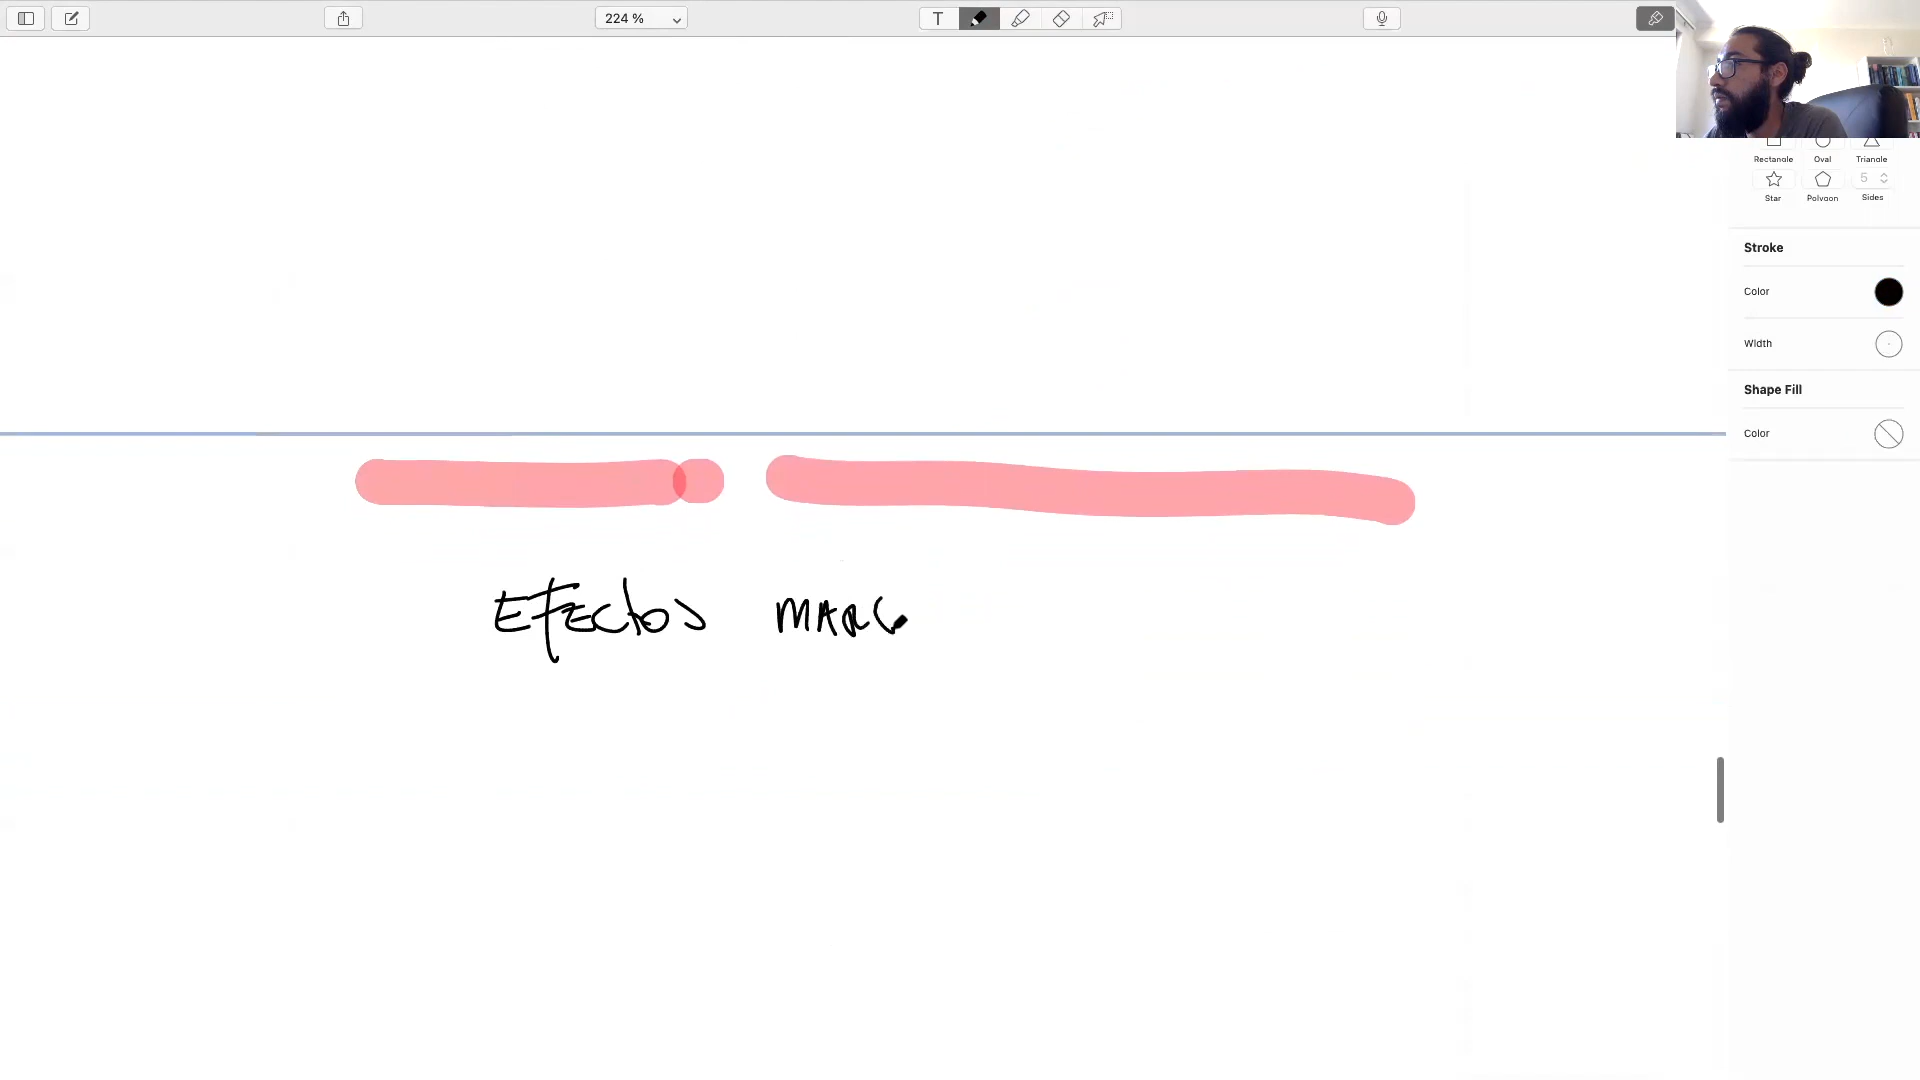 224 %
T
Rectangle Oval Triangle
5
Star Polygon Sides
Stroke
Color
Width
Shape Fill
Color
Efectos MARG